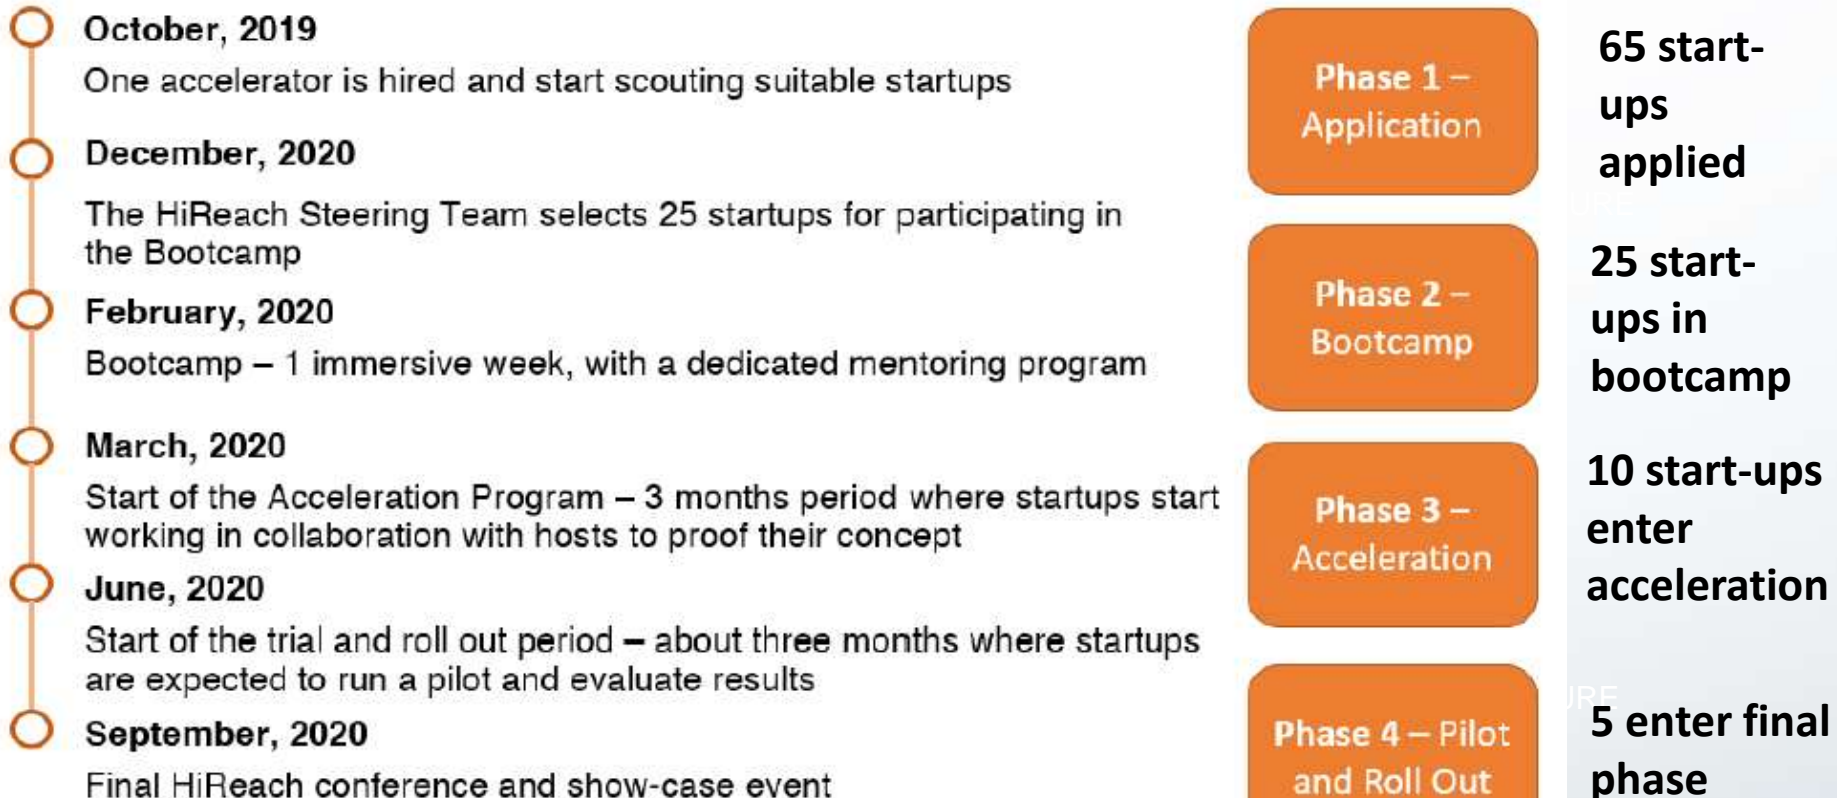 October, 2019
One accelerator is hired and start scouting suitable startups
December, 2020
The HiReach Steering Team selects 25 startups for participating in
the Bootcamp
February, 2020
Bootcamp – 1 immersive week, with a dedicated mentoring program
March, 2020
Start of the Acceleration Program – 3 months period where startups start
working in collaboration with hosts to proof their concept
June, 2020
Start of the trial and roll out period – about three months where startups
are expected to run a pilot and evaluate results
September, 2020
Final HiReach conference and show-case event
Phase 1 –
Application
Phase 2 –
Bootcamp
Phase 3 –
Acceleration
Phase 4 – Pilot
and Roll Out
65 start-
ups
applied
25 start-
ups in
bootcamp
10 start-ups
enter
acceleration
5 enter final
phase